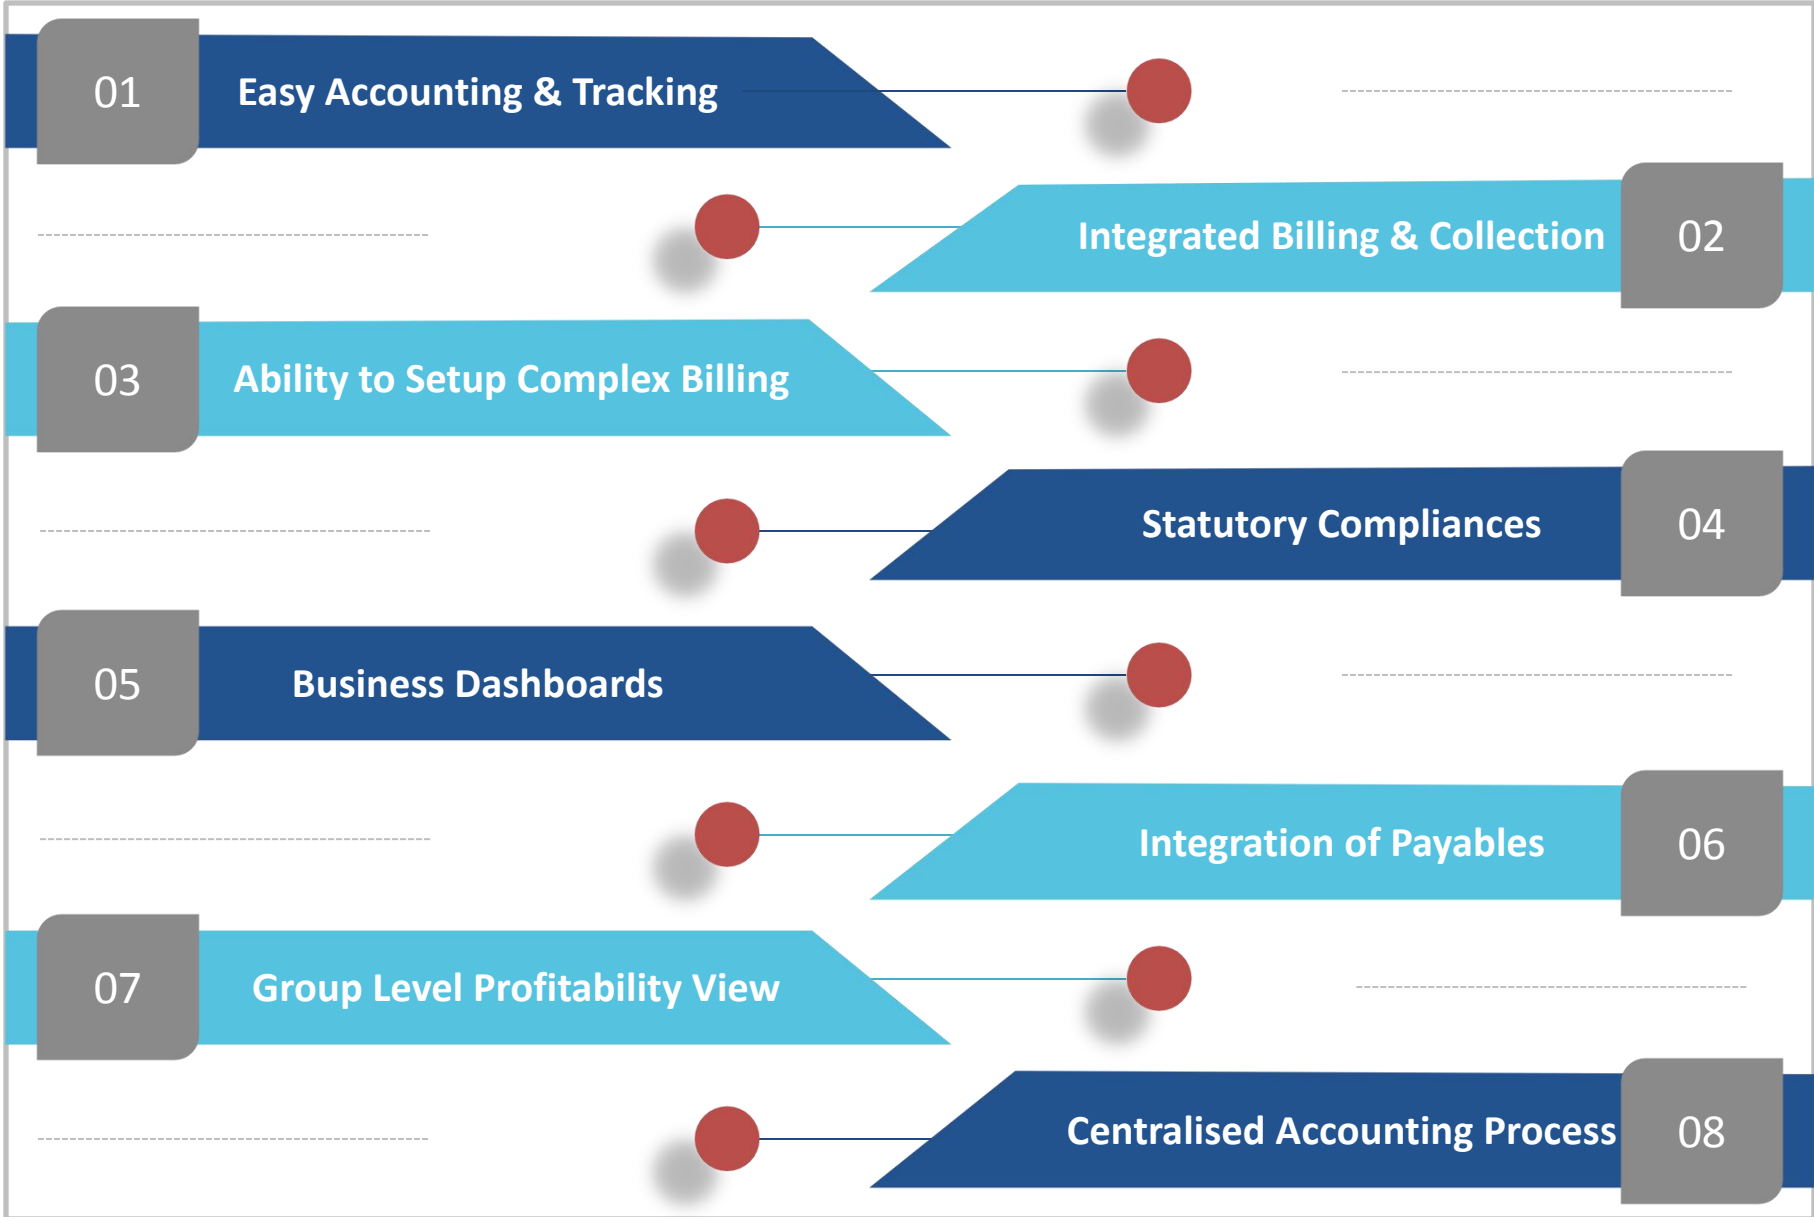 01
Easy Accounting & Tracking
Integrated Billing & Collection
02
03
Ability to Setup Complex Billing
Statutory Compliances
04
05
Business Dashboards
Integration of Payables
06
07
Group Level Profitability View
Centralised Accounting Process
08